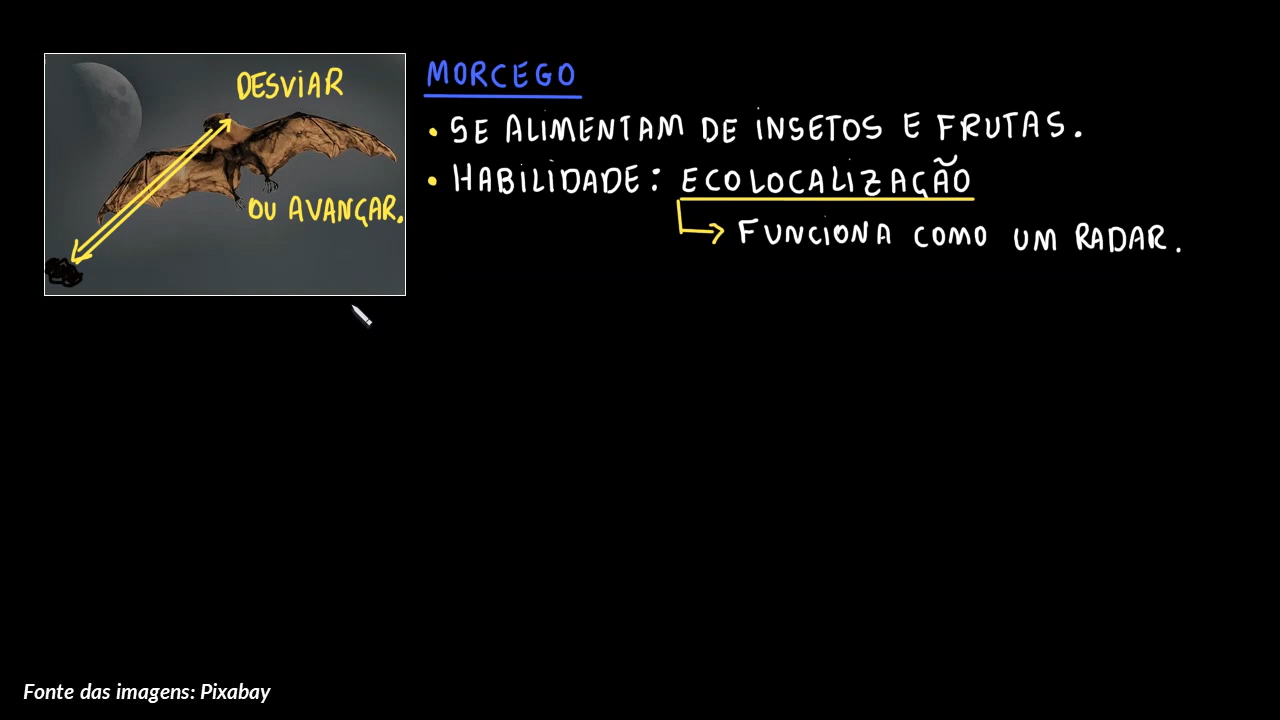 DESVIAR
OU AVANÇAR.
MORCEGO
• SE ALIMENTAM DE INSETOS E FRUTAS.
• HABILIDADE: ECOLOCALIZAÇÃO
FUNCIONA COMO UM RADAR.
Fonte das imagens: Pixabay